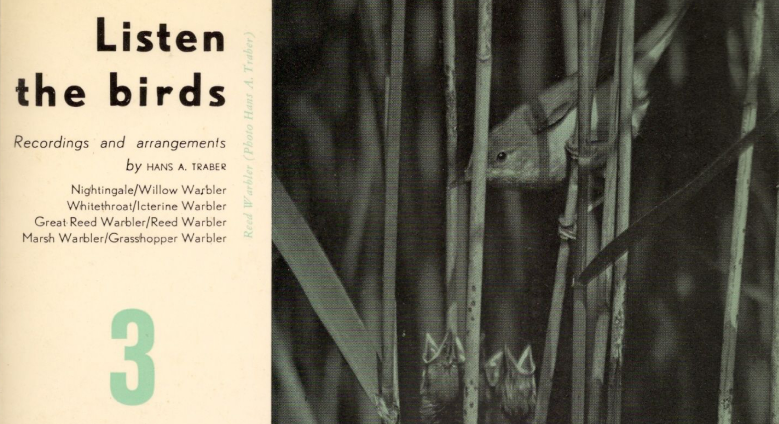 Listen
the birds
Recordings and arrangements
by HANS A. TRABER
Nightingale/Willow Warbler
Whitethroat/Icterine Warbler
Great Reed Warbler/Reed Warbler
Marsh Warbler/Grasshopper Warbler
3
Reed Warbler (Photo Hans A. Traber)